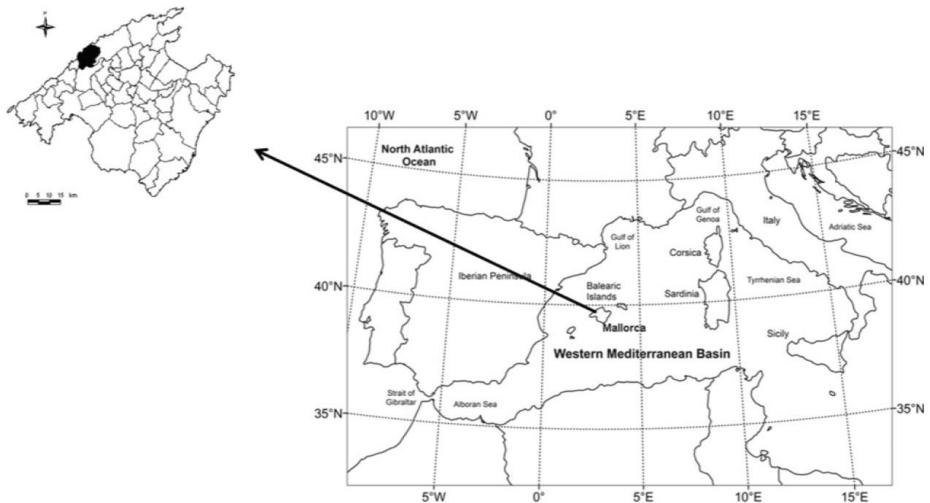 N
0 5 10 15 km
10°W 5°W 0° 5°E 10°E 15°E
45°N
North Atlantic
Ocean
45°N
Gulf of
Genoa
Italy
Adriatic Sea
Gulf of
Lion
Corsica
Iberian Peninsula
40°N
Balearic
Islands
Sardinia
Tyrrhenian Sea
40°N
Mallorca
Sicily
Western Mediterranean Basin
Strait of
Gibraltar
Alboran Sea
35°N
35°N
5°W 0° 5°E 10°E 15°E